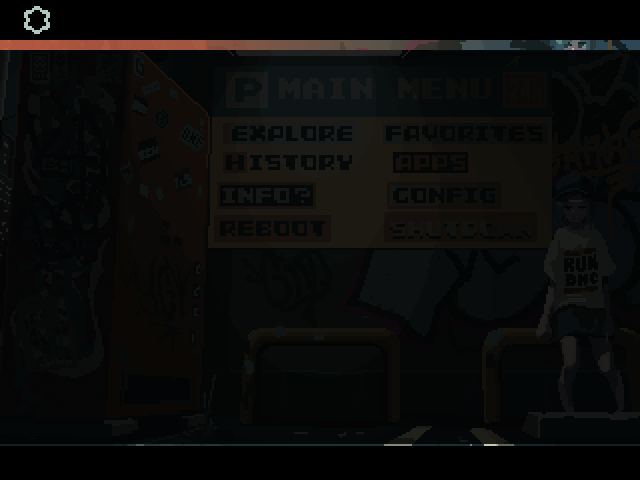 P MAIN MENU
EXPLORE FAVORITES
HISTORY APPS
INFO? CONFIG
REBOOT SHUTDOWN
RUN
DMC